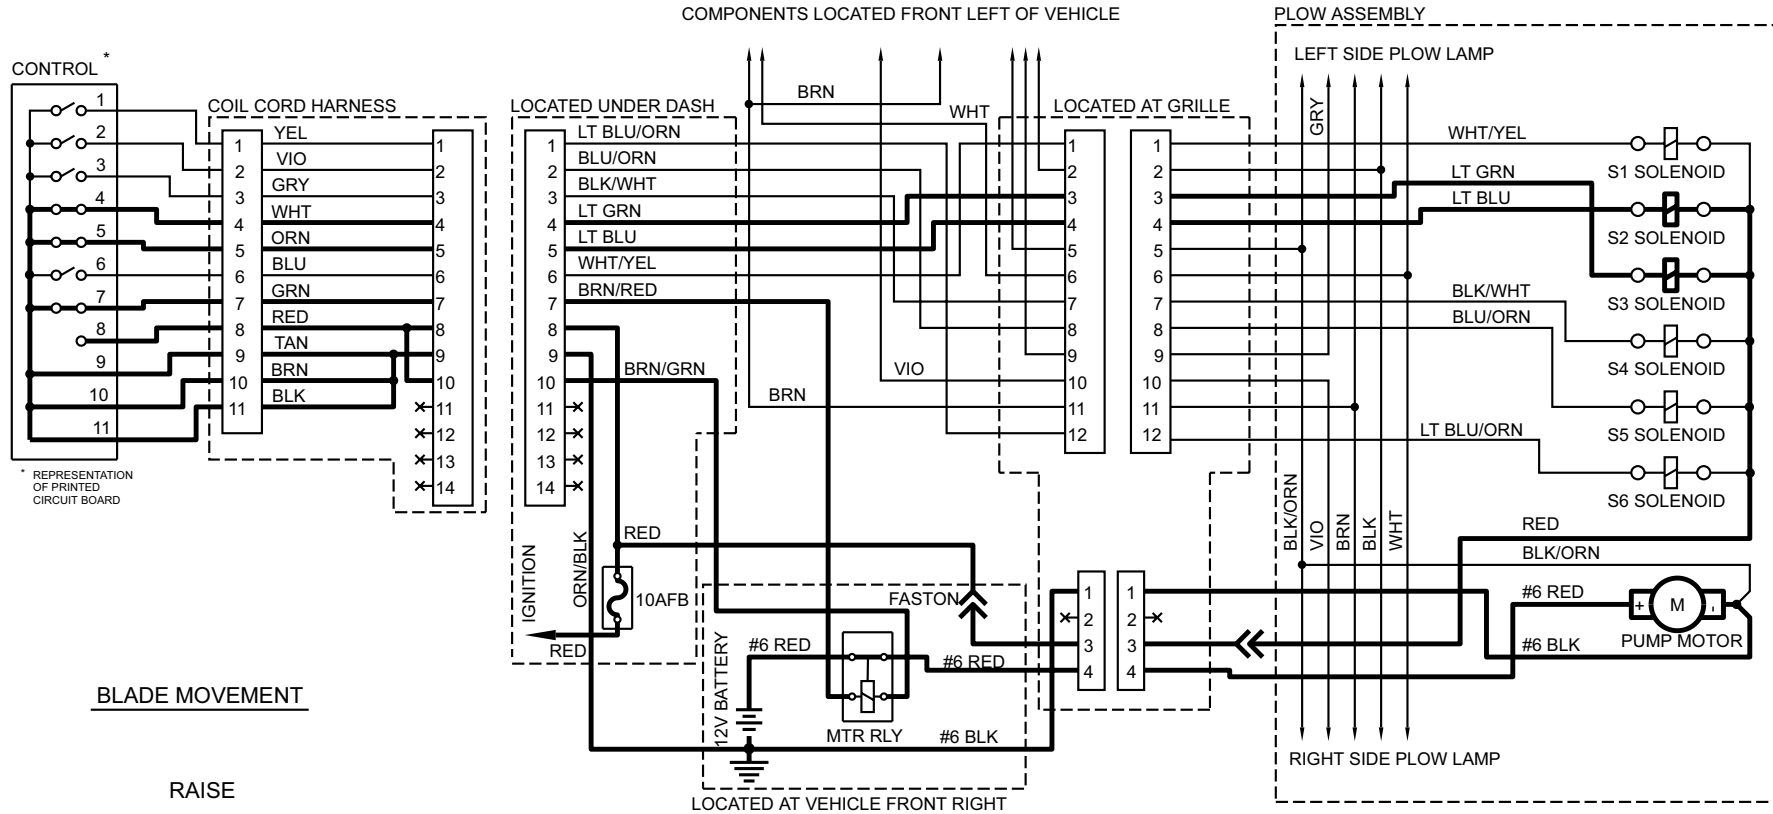 COMPONENTS LOCATED FRONT LEFT OF VEHICLE
PLOW ASSEMBLY
CONTROL *
LEFT SIDE PLOW LAMP
COIL CORD HARNESS
LOCATED UNDER DASH
LOCATED AT GRILLE
BRN
WHT
GRY
1
2
3
4
5
6
7
8
9
10
11
1
2
3
4
5
6
7
8
9
10
11
YEL
VIO
GRY
WHT
ORN
BLU
GRN
RED
TAN
BRN
BLK
1
2
3
4
5
6
7
8
9
10
11
12
13
14
1
2
3
4
5
6
7
8
9
10
11
12
13
14
LT BLU/ORN
BLU/ORN
BLK/WHT
LT GRN
LT BLU
WHT/YEL
BRN/RED
BRN/GRN
VIO
BRN
1
2
3
4
5
6
7
8
9
10
11
12
1
2
3
4
5
6
7
8
9
10
11
12
WHT/YEL
LT GRN
LT BLU
BLK/WHT
BLU/ORN
LT BLU/ORN
S1 SOLENOID
S2 SOLENOID
S3 SOLENOID
S4 SOLENOID
S5 SOLENOID
S6 SOLENOID
* REPRESENTATION
OF PRINTED
CIRCUIT BOARD
BLK/ORN
VIO
BRN
BLK
WHT
RED
BLK/ORN
RED
IGNITION
ORN/BLK
10AFB
RED
FASTON
1
2
3
4
1
2
3
4
#6 RED
#6 BLK
+
M
-
PUMP MOTOR
12V BATTERY
#6 RED
#6 RED
MTR RLY
#6 BLK
BLADE MOVEMENT
RIGHT SIDE PLOW LAMP
RAISE
LOCATED AT VEHICLE FRONT RIGHT